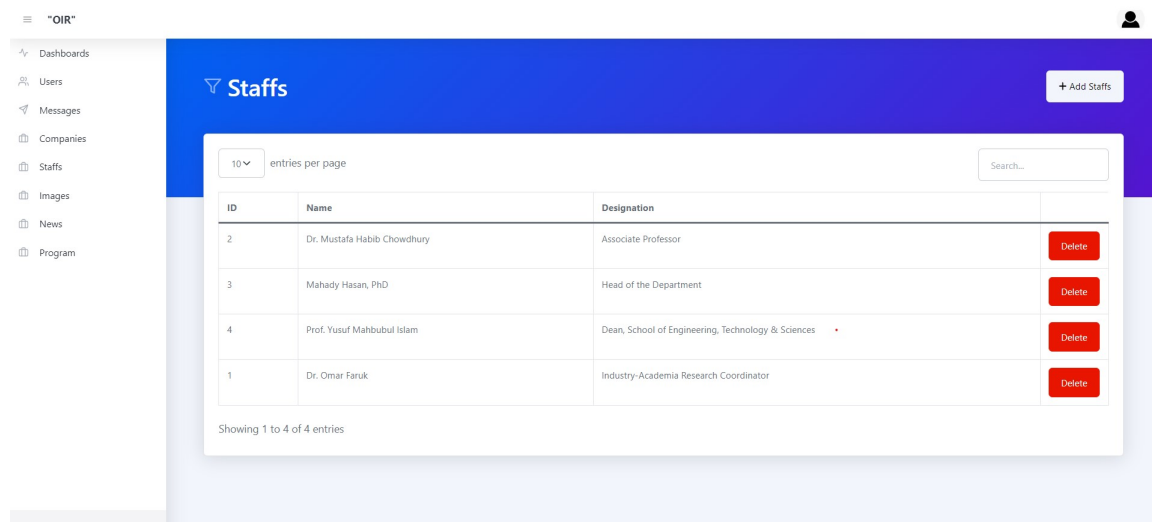 "OIR"
Dashboards
Users
Messages
Companies
Staffs
Images
News
Program
Staffs
+ Add Staffs
10 entries per page
Search...
ID Name Designation
2 Dr. Mustafa Habib Chowdhury Associate Professor Delete
3 Mahady Hasan, PhD Head of the Department Delete
4 Prof. Yusuf Mahbubul Islam Dean, School of Engineering, Technology & Sciences Delete
1 Dr. Omar Faruk Industry-Academia Research Coordinator Delete
Showing 1 to 4 of 4 entries